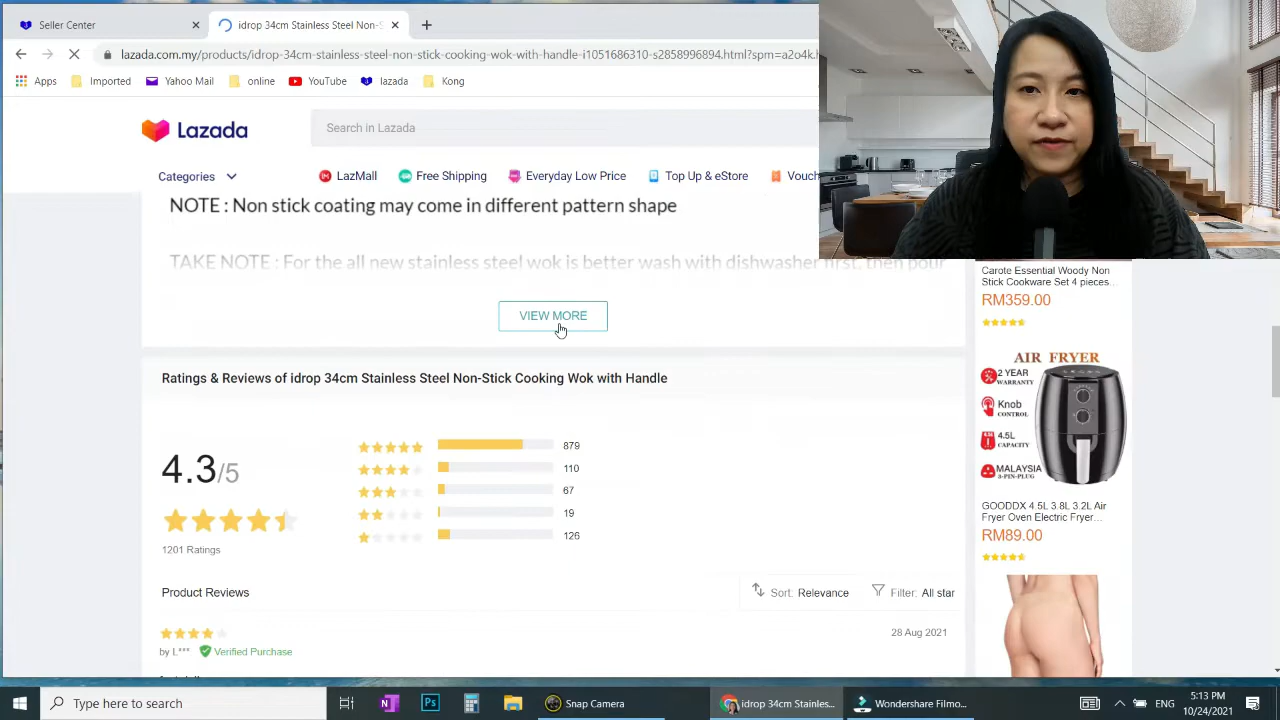 Seller Center
idrop 34cm Stainless Steel Non-S
lazada.com.my/products/idrop-34cm-stainless-steel-non-stick-cooking-wok-with-handle-i1051686310-s2858996894.html?spm=a2o4k.
Apps
Imported
Yahoo Mail
online
YouTube
lazada
Kong
Lazada
Search in Lazada
Categories
LazMall
Free Shipping
Everyday Low Price
Top Up & eStore
Vouch
NOTE : Non stick coating may come in different pattern shape
TAKE NOTE : For the all new stainless steel wok is better wash with dishwasher first, then pour
VIEW MORE
Ratings & Reviews of idrop 34cm Stainless Steel Non-Stick Cooking Wok with Handle
4.3/5
1201 Ratings
879
110
67
19
126
Product Reviews
Sort: Relevance
Filter: All star
28 Aug 2021
by L***
Verified Purchase
Carote Essential Woody Non
Stick Cookware Set 4 pieces...
RM359.00
AIR FRYER
2 YEAR
WARRANTY
Knob
CONTROL
4.5L
CAPACITY
MALAYSIA
3-PIN-PLUG
GOODDX 4.5L 3.8L 3.2L Air
Fryer Oven Electric Fryer...
RM89.00
Type here to search
Snap Camera
idrop 34cm Stainles...
Wondershare Filmo...
ENG
5:13 PM
10/24/2021